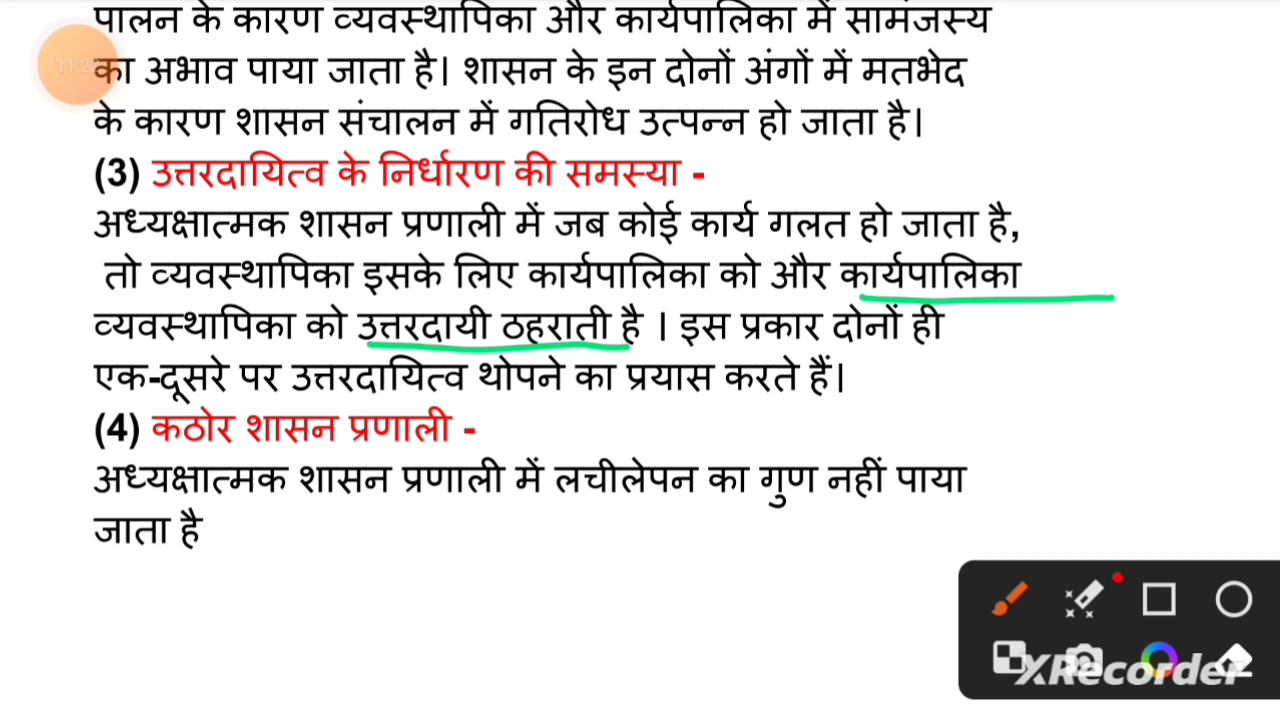 पालन के कारण व्यवस्थापिका और कार्यपालिका में सामंजस्य
का अभाव पाया जाता है। शासन के इन दोनों अंगों में मतभेद
के कारण शासन संचालन में गतिरोध उत्पन्न हो जाता है।
(3) उत्तरदायित्व के निर्धारण की समस्या -
अध्यक्षात्मक शासन प्रणाली में जब कोई कार्य गलत हो जाता है,
तो व्यवस्थापिका इसके लिए कार्यपालिका को और कार्यपालिका
व्यवस्थापिका को उत्तरदायी ठहराती है । इस प्रकार दोनों ही
एक-दूसरे पर उत्तरदायित्व थोपने का प्रयास करते हैं।
(4) कठोर शासन प्रणाली -
अध्यक्षात्मक शासन प्रणाली में लचीलेपन का गुण नहीं पाया
जाता है
XRecorder